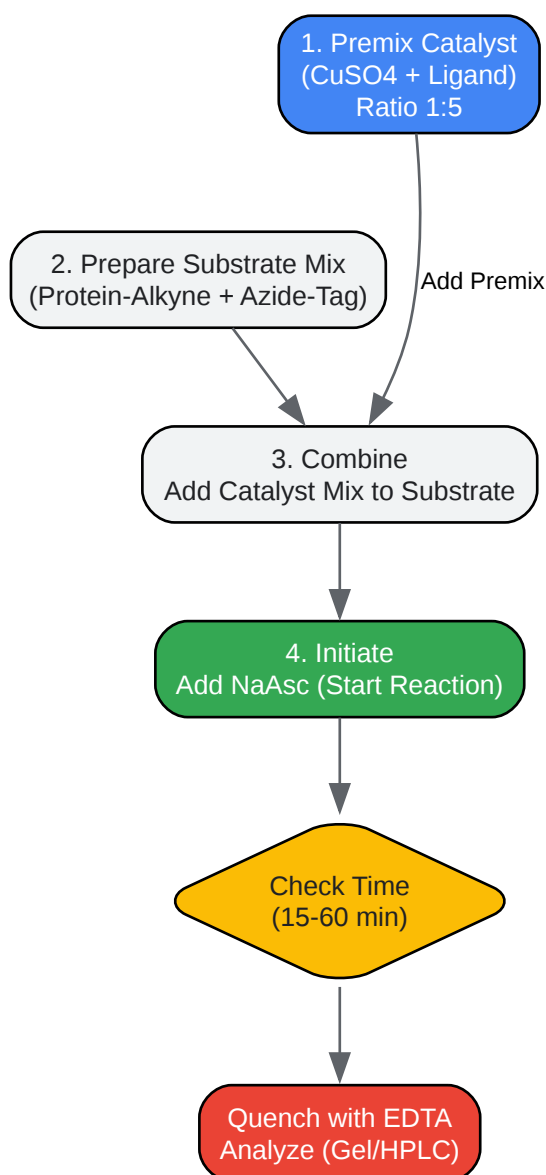 1. Premix Catalyst
(CuSO4 + Ligand)
Ratio 1:5
2. Prepare Substrate Mix
(Protein-Alkyne + Azide-Tag)
Add Premix
3. Combine
Add Catalyst Mix to Substrate
4. Initiate
Add NaAsc (Start Reaction)
Check Time
(15-60 min)
Quench with EDTA
Analyze (Gel/HPLC)